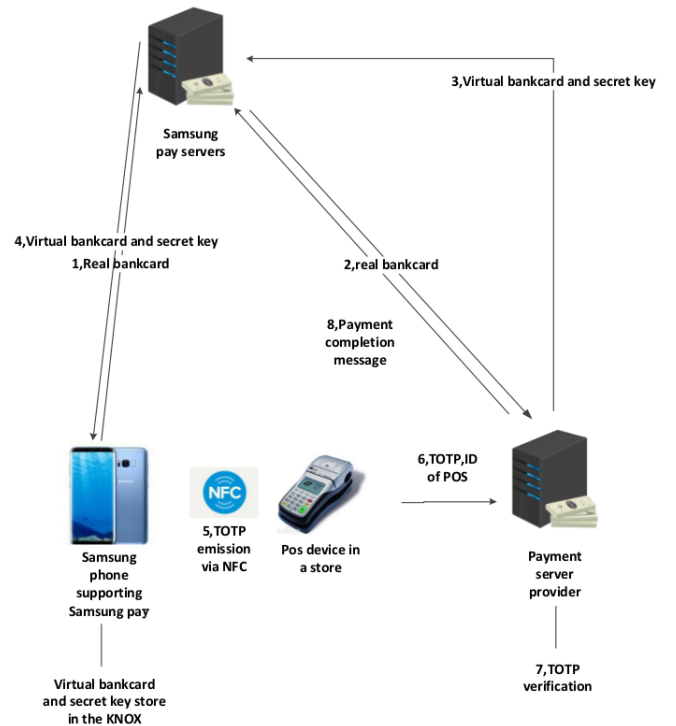 3,Virtual bankcard and secret key
Samsung
pay servers
4,Virtual bankcard and secret key
1,Real bankcard
2,real bankcard
8,Payment
completion
message
6,TOTP,ID
of POS
NFC
5,TOTP
emission
via NFC
Pos device in
a store
Samsung
phone
supporting
Samsung pay
Payment
server
provider
Virtual bankcard
and secret key store
in the KNOX
7,TOTP
verification